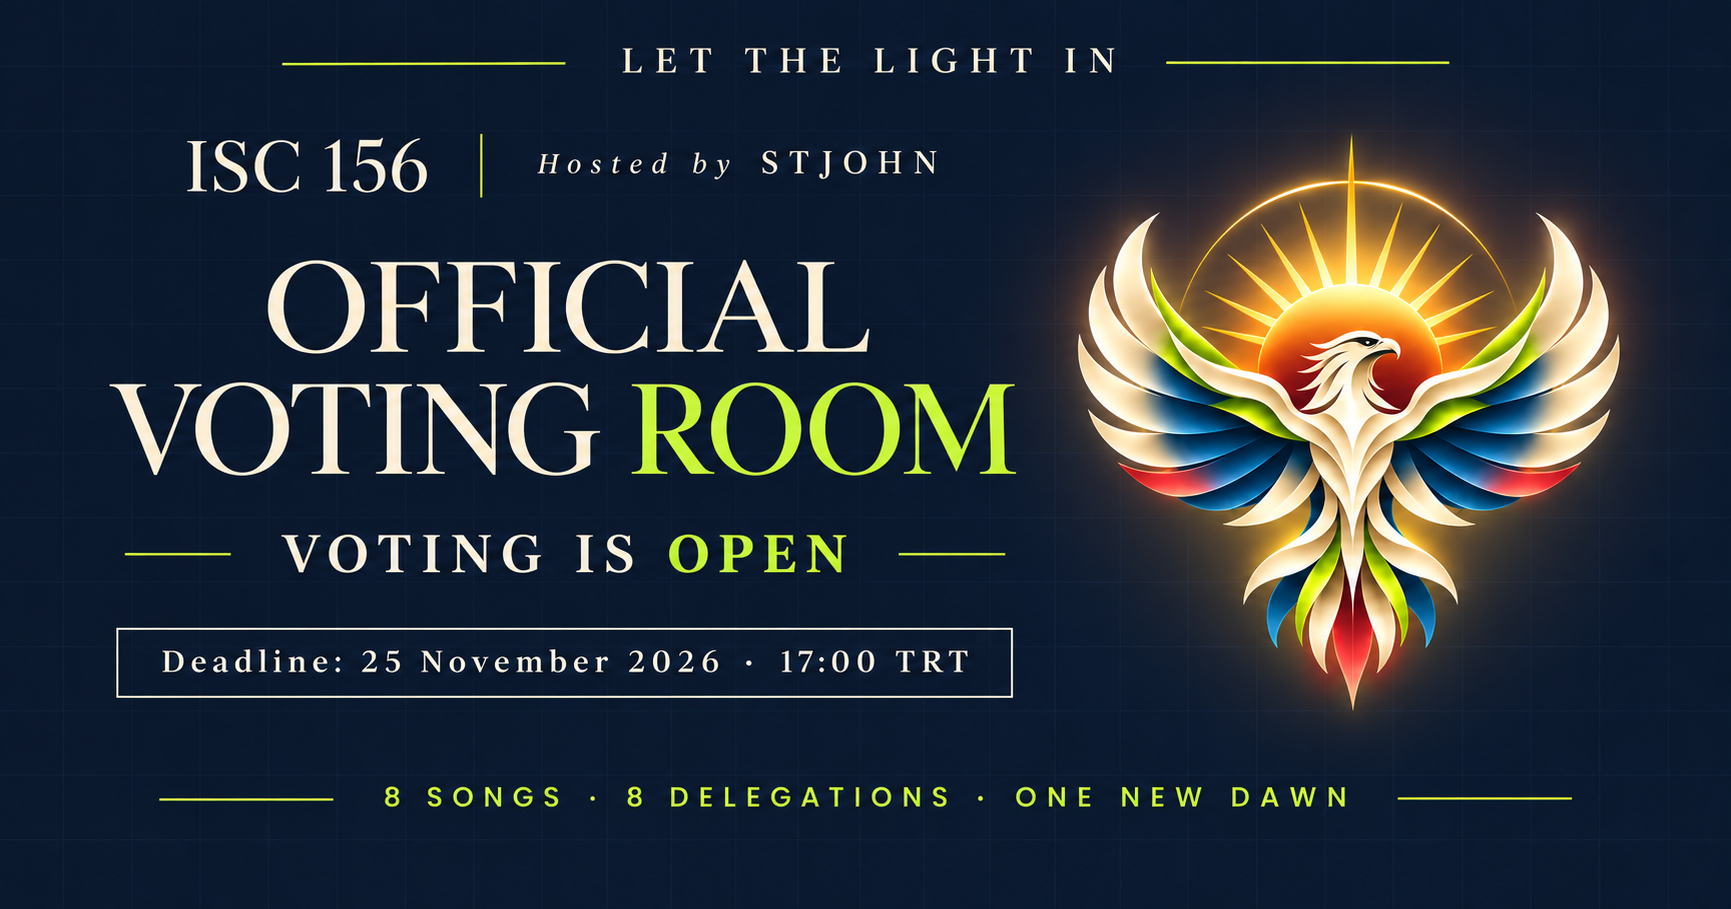 LET THE LIGHT IN
ISC 156
Hosted by STJOHN
OFFICIAL
VOTING ROOM
VOTING IS OPEN
Deadline: 25 November 2026 · 17:00 TRT
8 SONGS · 8 DELEGATIONS · ONE NEW DAWN